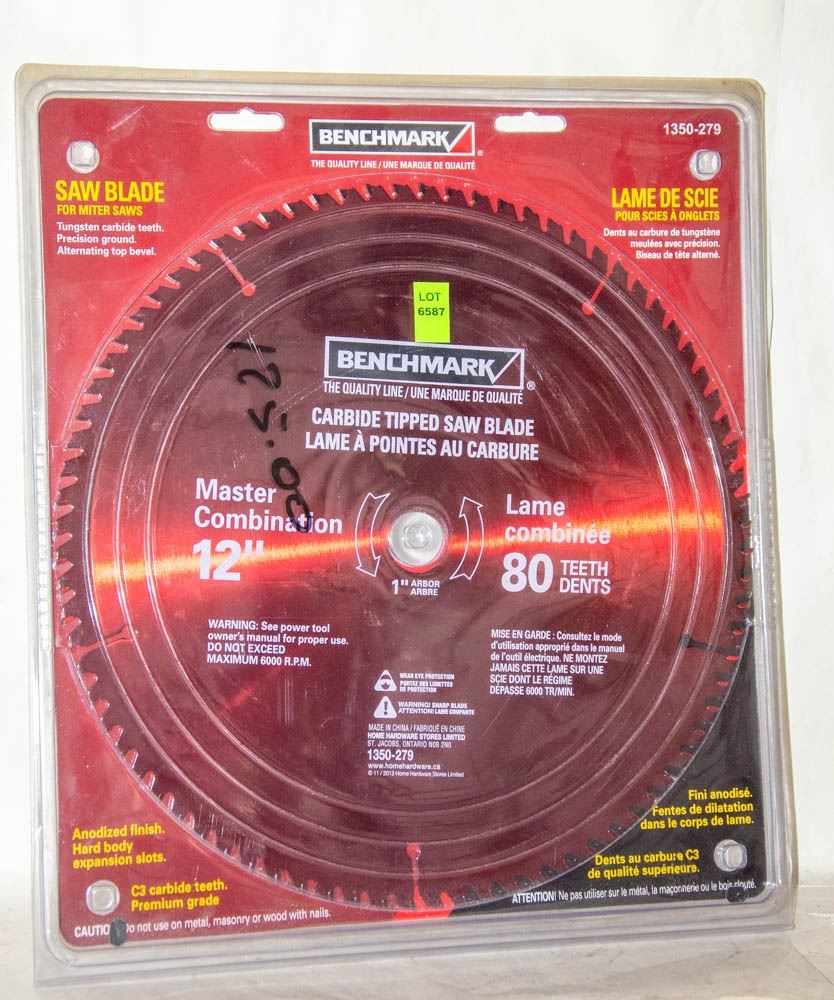 BENCHMARK
®
1350-279
THE QUALITY LINE / UNE MARQUE DE QUALITÉ
SAW BLADE
FOR MITER SAWS
Tungsten carbide teeth.
Precision ground.
Alternating top bevel.
LAME DE SCIE
POUR SCIES À ONGLETS
Dents au carbure de tungstène
meulées avec précision.
Biseau de tête alterné.
LOT
6587
BENCHMARK
®
THE QUALITY LINE / UNE MARQUE DE QUALITÉ
CARBIDE TIPPED SAW BLADE
LAME À POINTES AU CARBURE
Master
Combination
12"
Lame
combinée
80 TEETH
DENTS
1" ARBOR
ARBRE
WARNING: See power tool
owner's manual for proper use.
DO NOT EXCEED
MAXIMUM 6000 R.P.M.
MISE EN GARDE : Consultez le mode
d'utilisation approprié dans le manuel
de l'outil électrique. NE MONTEZ
JAMAIS CETTE LAME SUR UNE
SCIE DONT LE RÉGIME
DÉPASSE 6000 TR/MIN.
WEAR EYE PROTECTION
PORTEZ DES LUNETTES
DE PROTECTION
WARNING! SHARP BLADE
ATTENTION! LAME COUPANTE
MADE IN CHINA / FABRIQUÉ EN CHINE
HOME HARDWARE STORES LIMITED
ST. JACOBS, ONTARIO N0B 2N0
1350-279
www.homehardware.ca
© 11 / 2013 Home Hardware Stores Limited
Anodized finish.
Hard body
expansion slots.
C3 carbide teeth.
Premium grade
CAUTIO Do not use on metal, masonry or wood with nails.
Fini anodisé.
Fentes de dilatation
dans le corps de lame.
Dents au carbure C3
de qualité supérieure.
ATTENTION! Ne pas utiliser sur le métal, la maçonnerie ou le bois clouté.